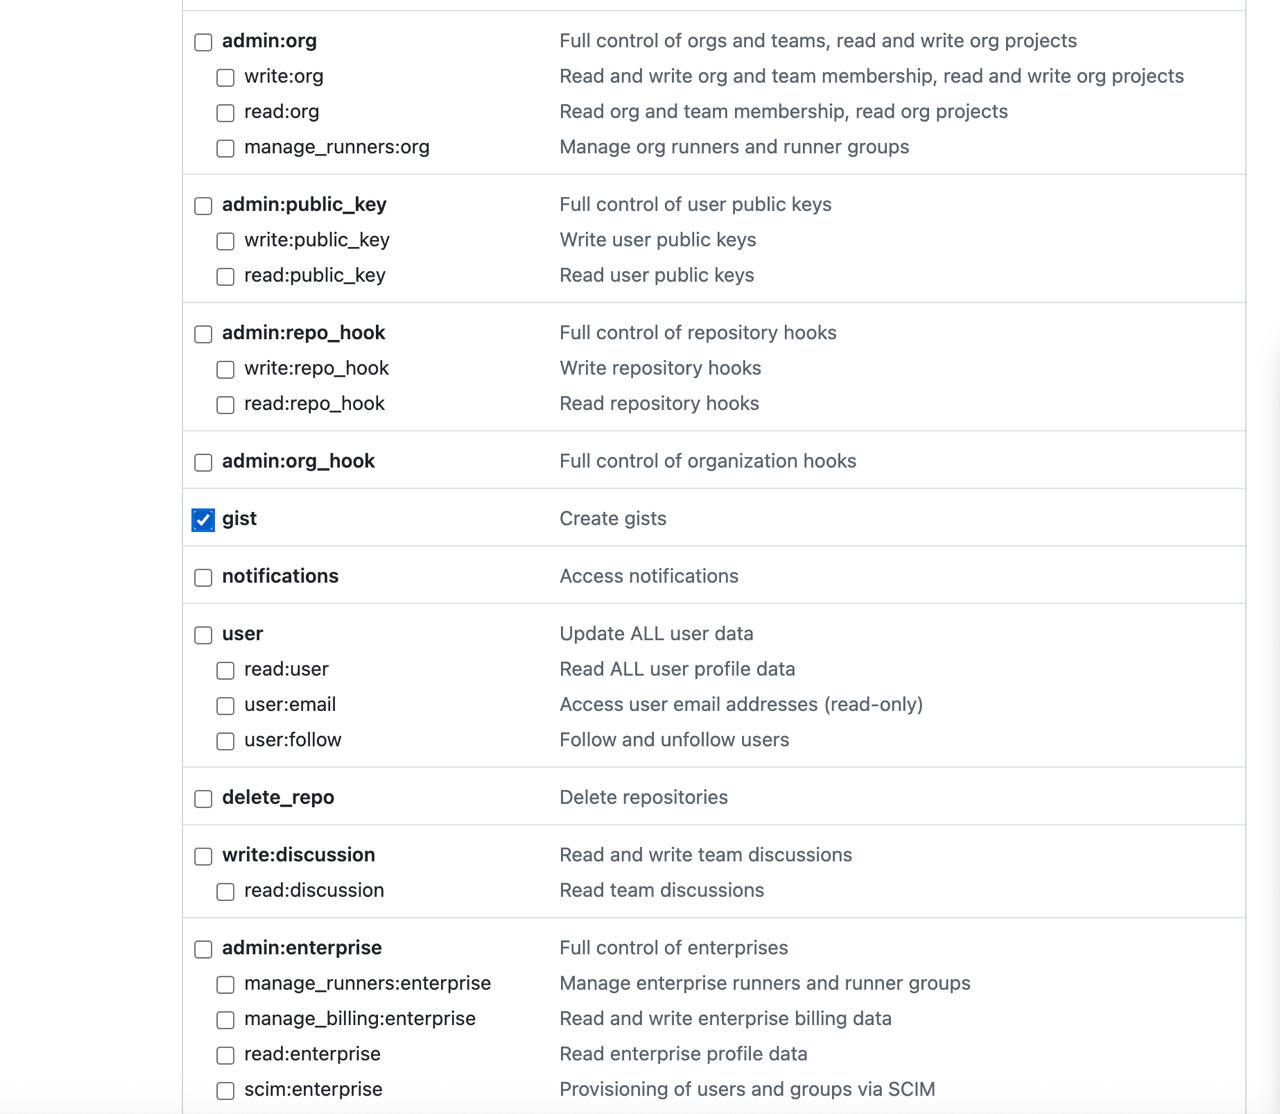 admin:org Full control of orgs and teams, read and write org projects
write:org Read and write org and team membership, read and write org projects
read:org Read org and team membership, read org projects
manage_runners:org Manage org runners and runner groups
admin:public_key Full control of user public keys
write:public_key Write user public keys
read:public_key Read user public keys
admin:repo_hook Full control of repository hooks
write:repo_hook Write repository hooks
read:repo_hook Read repository hooks
admin:org_hook Full control of organization hooks
gist Create gists
notifications Access notifications
user Update ALL user data
read:user Read ALL user profile data
user:email Access user email addresses (read-only)
user:follow Follow and unfollow users
delete_repo Delete repositories
write:discussion Read and write team discussions
read:discussion Read team discussions
admin:enterprise Full control of enterprises
manage_runners:enterprise Manage enterprise runners and runner groups
manage_billing:enterprise Read and write enterprise billing data
read:enterprise Read enterprise profile data
scim:enterprise Provisioning of users and groups via SCIM